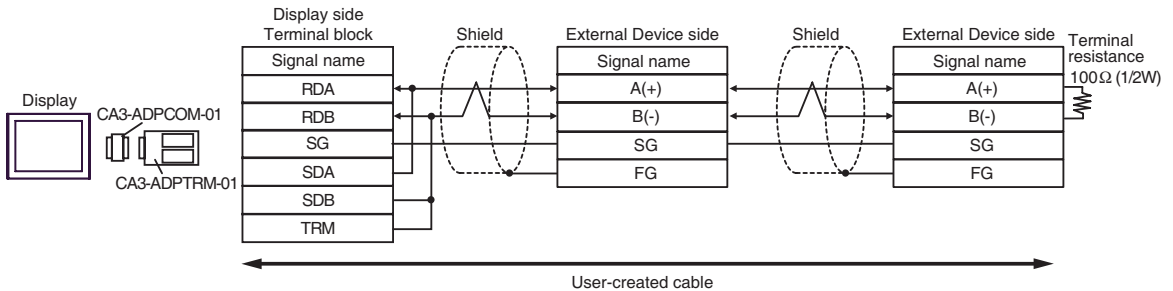 Display side
Terminal block
Shield
External Device side
Shield
External Device side
Terminal
resistance
100Ω (1/2W)
Signal name
Signal name
Signal name
RDA
A(+)
A(+)
Display
CA3-ADPCOM-01
RDB
B(-)
B(-)
SG
SG
SG
CA3-ADPTRM-01
SDA
FG
FG
SDB
TRM
User-created cable